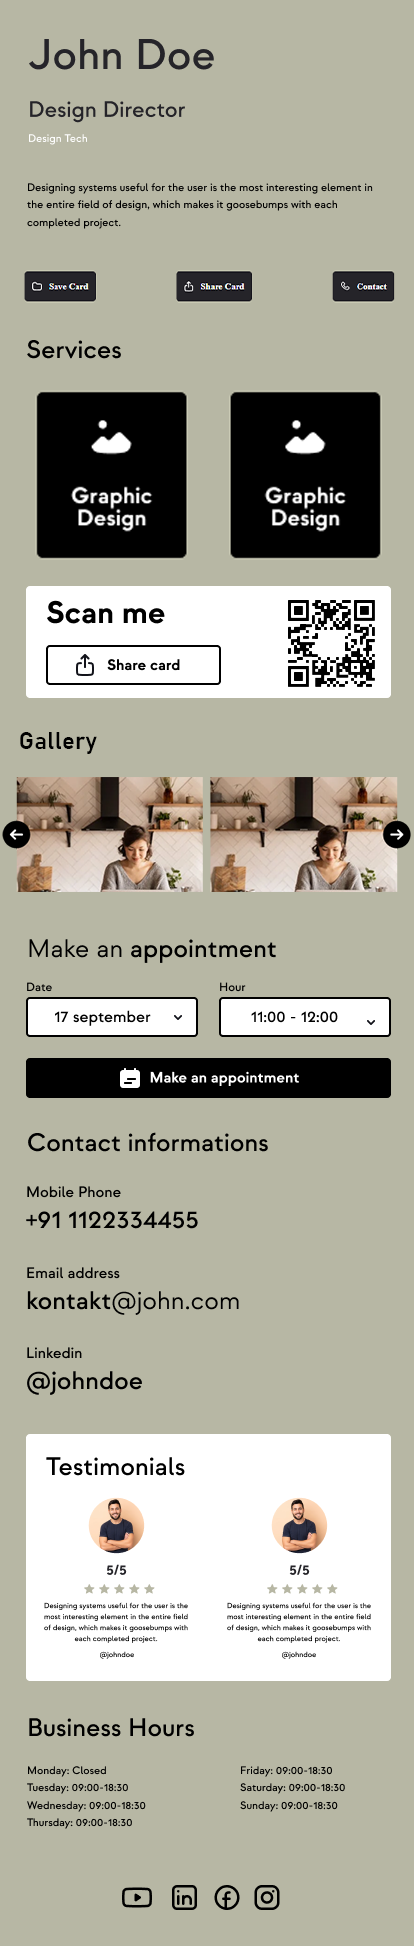 John Doe
Design Director
Design Tech
Designing systems useful for the user is the most interesting element in
the entire field of design, which makes it goosebumps with each
completed project.
Save Card
Share Card
Contact
Services
Graphic
Design
Graphic
Design
Scan me
Share card
Gallery
Make an appointment
Date
Hour
17 september
11:00 - 12:00
Make an appointment
Contact informations
Mobile Phone
+91 1122334455
Email address
kontakt@john.com
Linkedin
@johndoe
Testimonials
5/5
Designing systems useful for the user is the
most interesting element in the entire field
of design, which makes it goosebumps with
each completed project.
@johndoe
5/5
Designing systems useful for the user is the
most interesting element in the entire field
of design, which makes it goosebumps with
each completed project.
@johndoe
Business Hours
Monday: Closed
Tuesday: 09:00-18:30
Wednesday: 09:00-18:30
Thursday: 09:00-18:30
Friday: 09:00-18:30
Saturday: 09:00-18:30
Sunday: 09:00-18:30
in